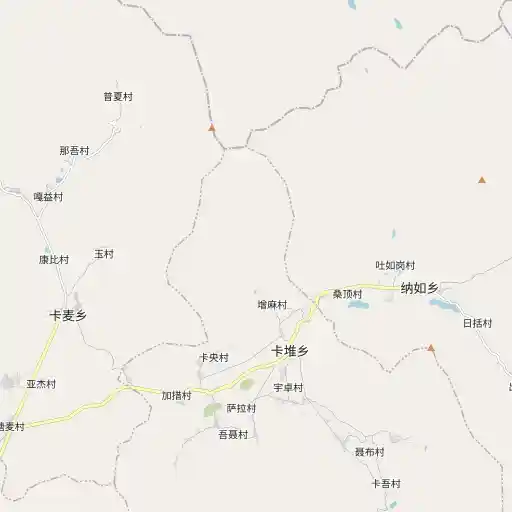 普夏村
那吾村
嘎益村
玉村
康比村
吐如岗村
纳如乡
桑顶村
增麻村
卡麦乡
日括村
卡堆乡
卡央村
亚杰村
宇卓村
加措村
萨拉村
吾聂村
聂布村
卡吾村